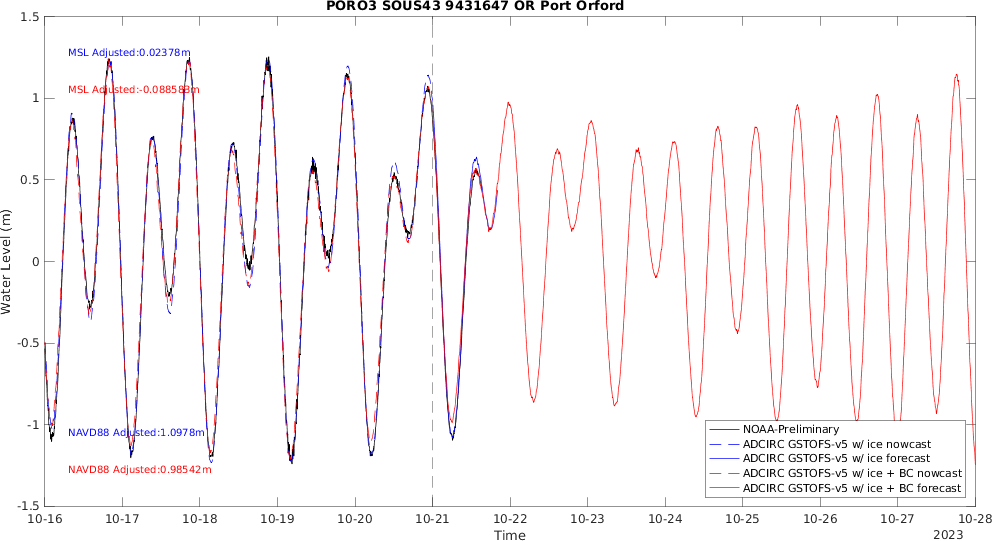 PORO3 SOUS43 9431647 OR Port Orford
1.5
MSL Adjusted:0.02378m
1
MSL Adjusted:-0.088583m
0.5
Water Level (m)
0
-0.5
-1
NAVD88 Adjusted:1.0978m
NAVD88 Adjusted:0.98542m
-1.5
NOAA-Preliminary
ADCIRC GSTOFS-v5 w/ ice nowcast
ADCIRC GSTOFS-v5 w/ ice forecast
ADCIRC GSTOFS-v5 w/ ice + BC nowcast
ADCIRC GSTOFS-v5 w/ ice + BC forecast
10-16 10-17 10-18 10-19 10-20 10-21 10-22 10-23 10-24 10-25 10-26 10-27 10-28
Time
2023